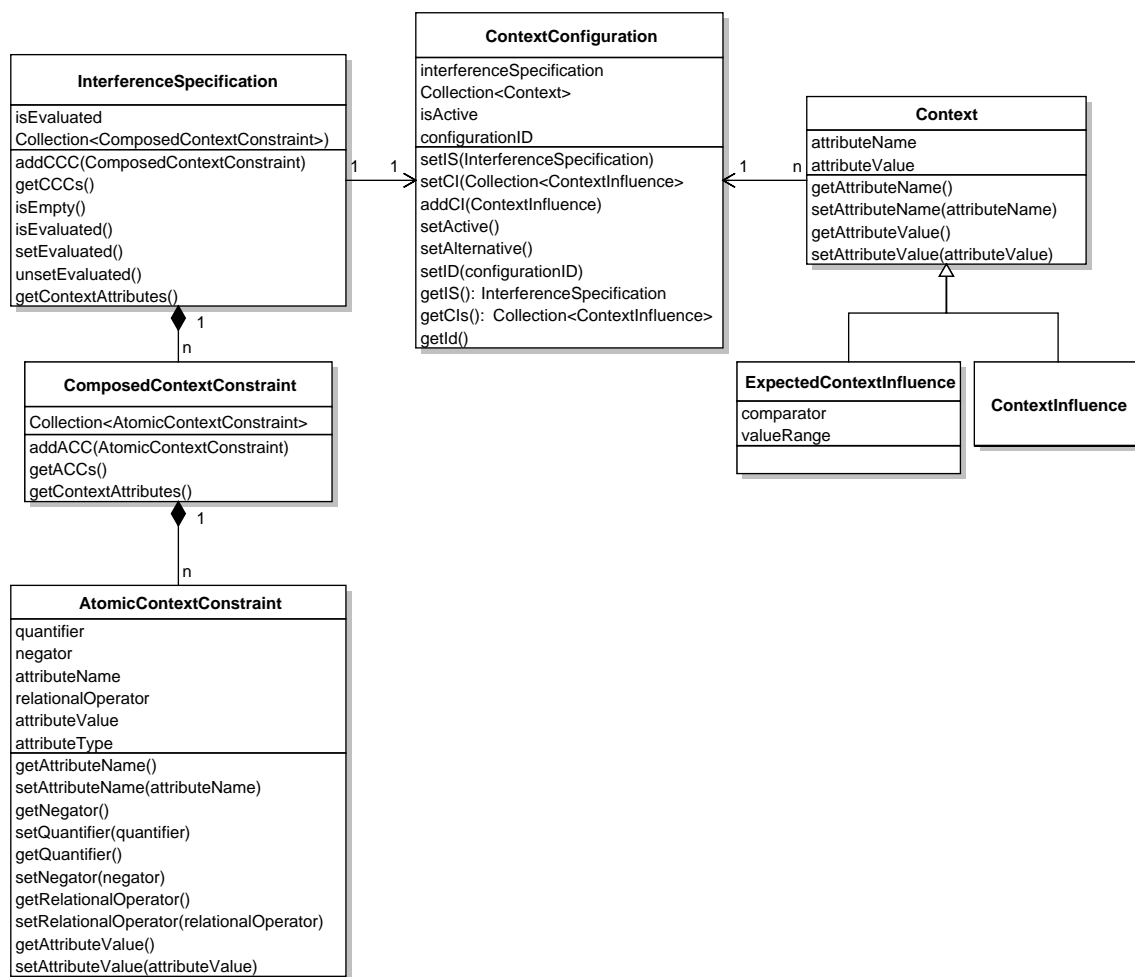 InterferenceSpecification
isEvaluated
Collection<ComposedContextConstraint>)
addCCC(ComposedContextConstraint)
getCCCs()
isEmpty()
isEvaluated()
setEvaluated()
unsetEvaluated()
getContextAttributes()
1
1
ContextConfiguration
interferenceSpecification
Collection<Context>
isActive
configurationID
setIS(InterferenceSpecification)
setCI(Collection<ContextInfluence>
addCI(ContextInfluence)
setActive()
setAlternative()
setID(configurationID)
getIS(): InterferenceSpecification
getCIs(): Collection<ContextInfluence>
getId()
1
n
Context
attributeName
attributeValue
getAttributeName()
setAttributeName(attributeName)
getAttributeValue()
setAttributeValue(attributeValue)
1
n
ComposedContextConstraint
Collection<AtomicContextConstraint>
addACC(AtomicContextConstraint)
getACCs()
getContextAttributes()
ExpectedContextInfluence
comparator
valueRange
ContextInfluence
1
n
AtomicContextConstraint
quantifier
negator
attributeName
relationalOperator
attributeValue
attributeType
getAttributeName()
setAttributeName(attributeName)
getNegator()
setQuantifier(quantifier)
getQuantifier()
setNegator(negator)
getRelationalOperator()
setRelationalOperator(relationalOperator)
getAttributeValue()
setAttributeValue(attributeValue)